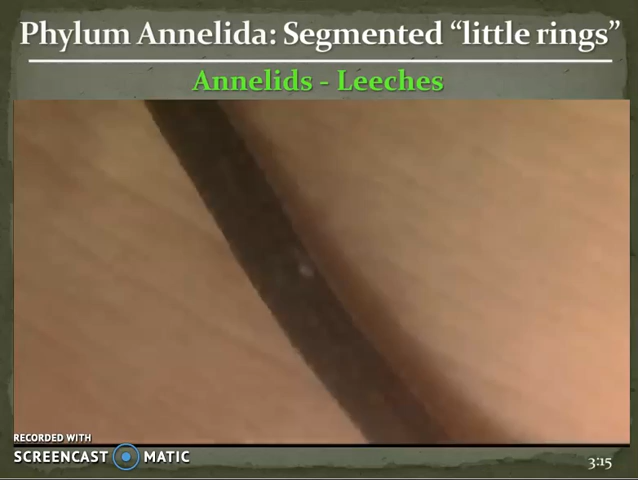 Phylum Annelida: Segmented “little rings”
Annelids - Leeches
RECORDED WITH
SCREENCAST MATIC
3:15